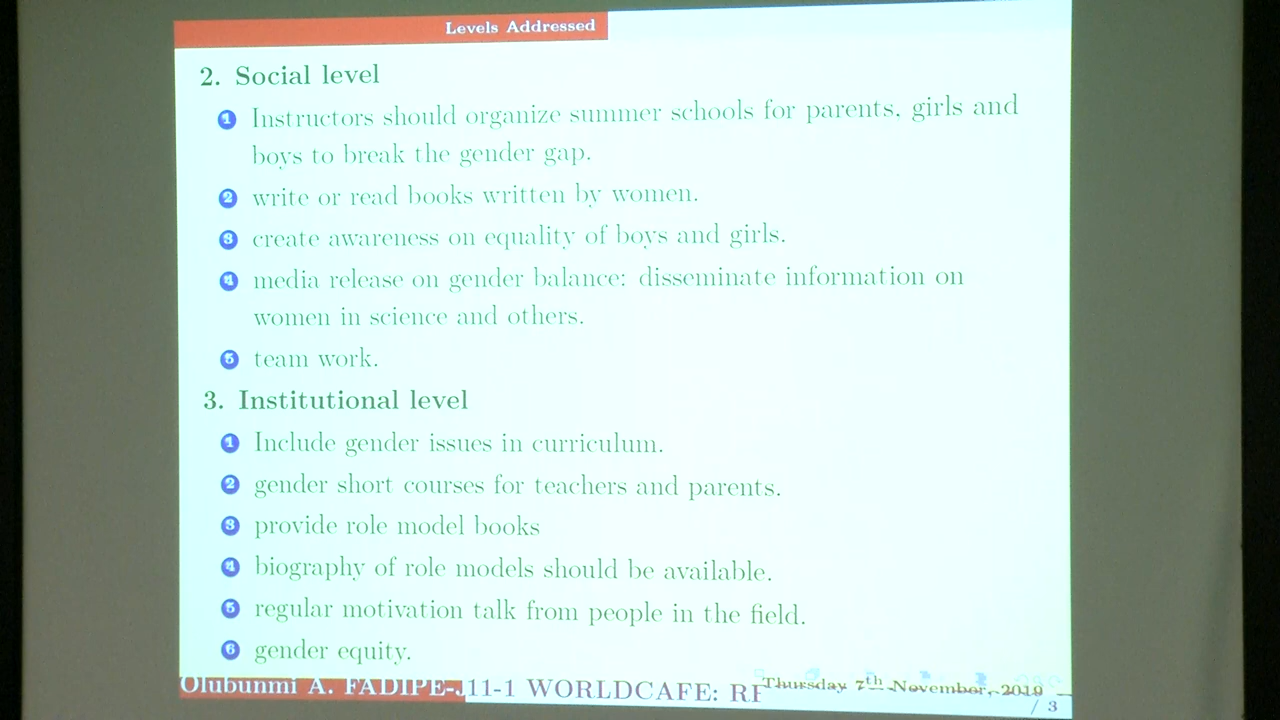 Levels Addressed
2. Social level
1 Instructors should organize summer schools for parents, girls and
boys to break the gender gap.
2 write or read books written by women.
3 create awareness on equality of boys and girls.
4 media release on gender balance: disseminate information on
women in science and others.
5 team work.
3. Institutional level
1 Include gender issues in curriculum.
2 gender short courses for teachers and parents.
3 provide role model books
4 biography of role models should be available.
5 regular motivation talk from people in the field.
6 gender equity.
Olubunmi A. FADIPE-J 11-1 WORLDCAFE: RE Thursday 7th November, 2019
/ 3